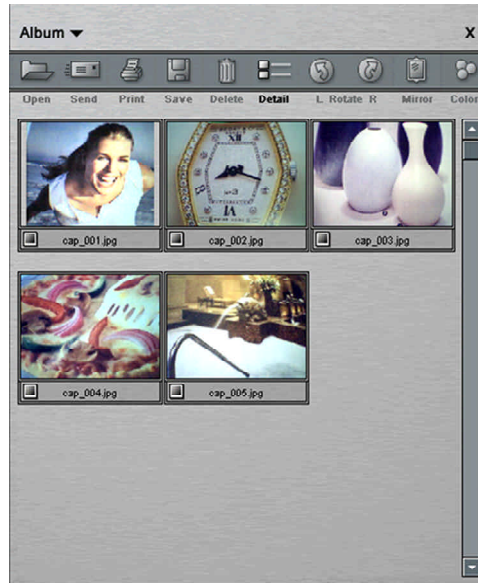 Album
X
Open Send Print Save Delete Detail L Rotate R Mirror Color
cap_001.jpg cap_002.jpg cap_003.jpg
cap_004.jpg cap_005.jpg